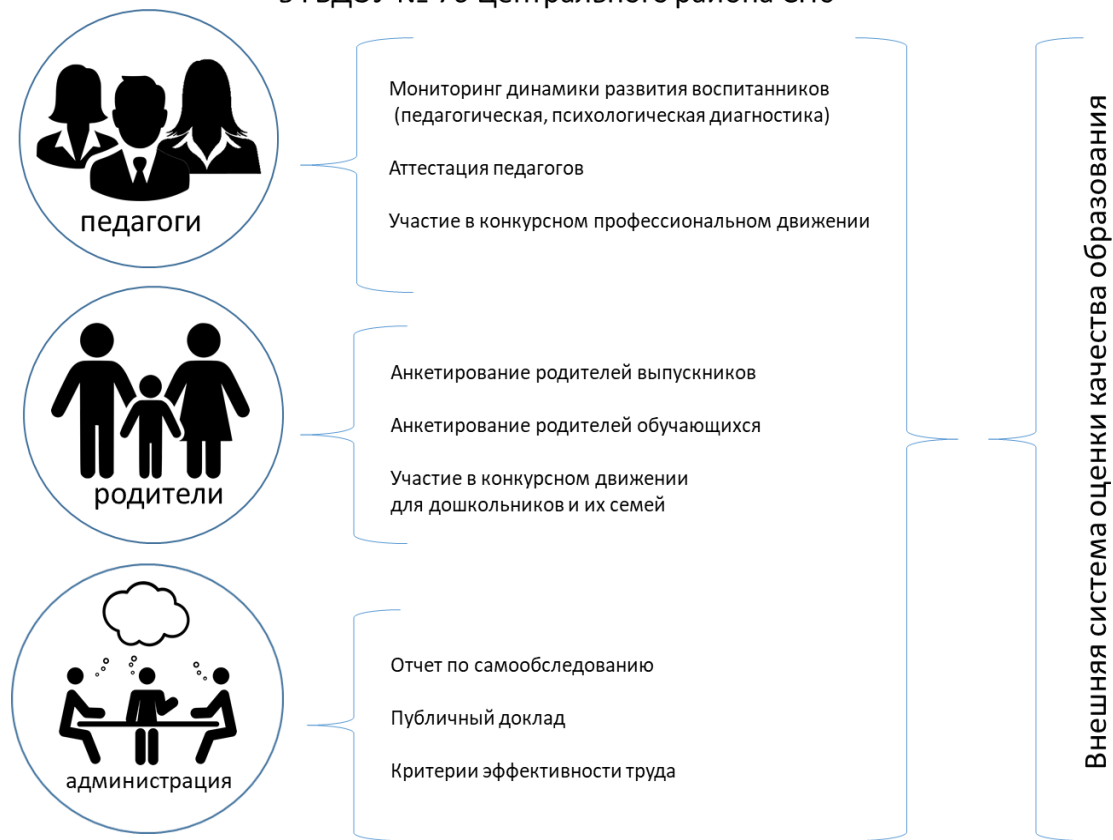 Центрального района
педагоги
Мониторинг динамики развития воспитанников
(педагогическая, психологическая диагностика)
Аттестация педагогов
Участие в конкурсном профессиональном движении
родители
Анкетирование родителей выпускников
Анкетирование родителей обучающихся
Участие в конкурсном движении
для дошкольников и их семей
администрация
Отчет по самообследованию
Публичный доклад
Критерии эффективности труда
Внешняя система оценки качества образования